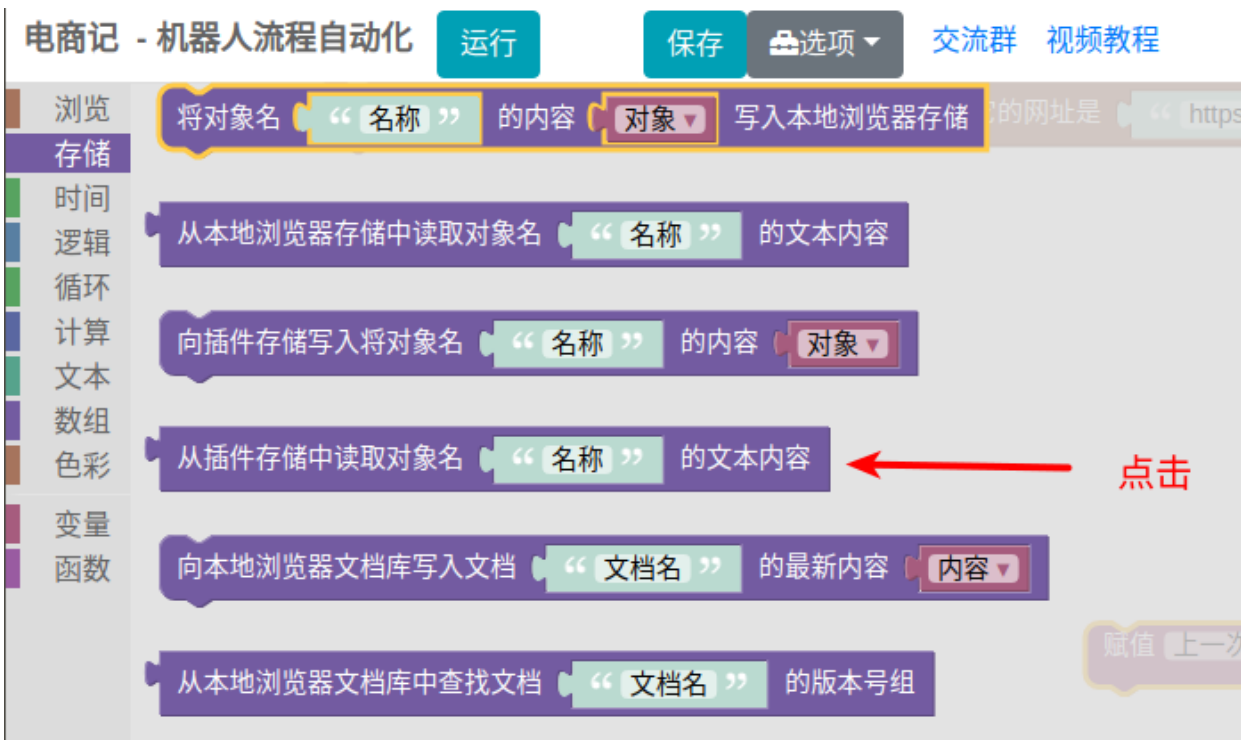 电商记 - 机器人流程自动化 运行 保存 选项 交流群 视频教程
浏览
存储
时间
逻辑
循环
计算
文本
数组
色彩
变量
函数
将对象名 “ 名称 ” 的内容 对象 写入本地浏览器存储
的网址是 “ https
从本地浏览器存储中读取对象名 “ 名称 ” 的文本内容
向插件存储写入将对象名 “ 名称 ” 的内容 对象
从插件存储中读取对象名 “ 名称 ” 的文本内容
点击
向本地浏览器文档库写入文档 “ 文档名 ” 的最新内容 内容
赋值 上一次
从本地浏览器文档库中查找文档 “ 文档名 ” 的版本号组